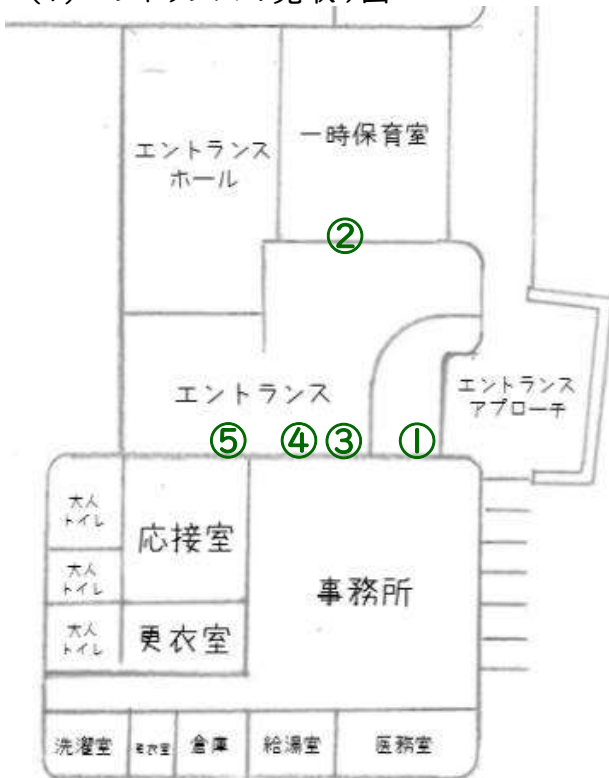 エントランス
ホール
一時保育室
②
エントランス
エントランス
アプローチ
⑤
④
③
①
大人
トイレ
応接室
大人
トイレ
事務所
大人
トイレ
更衣室
洗濯室
倉庫
給湯室
医務室